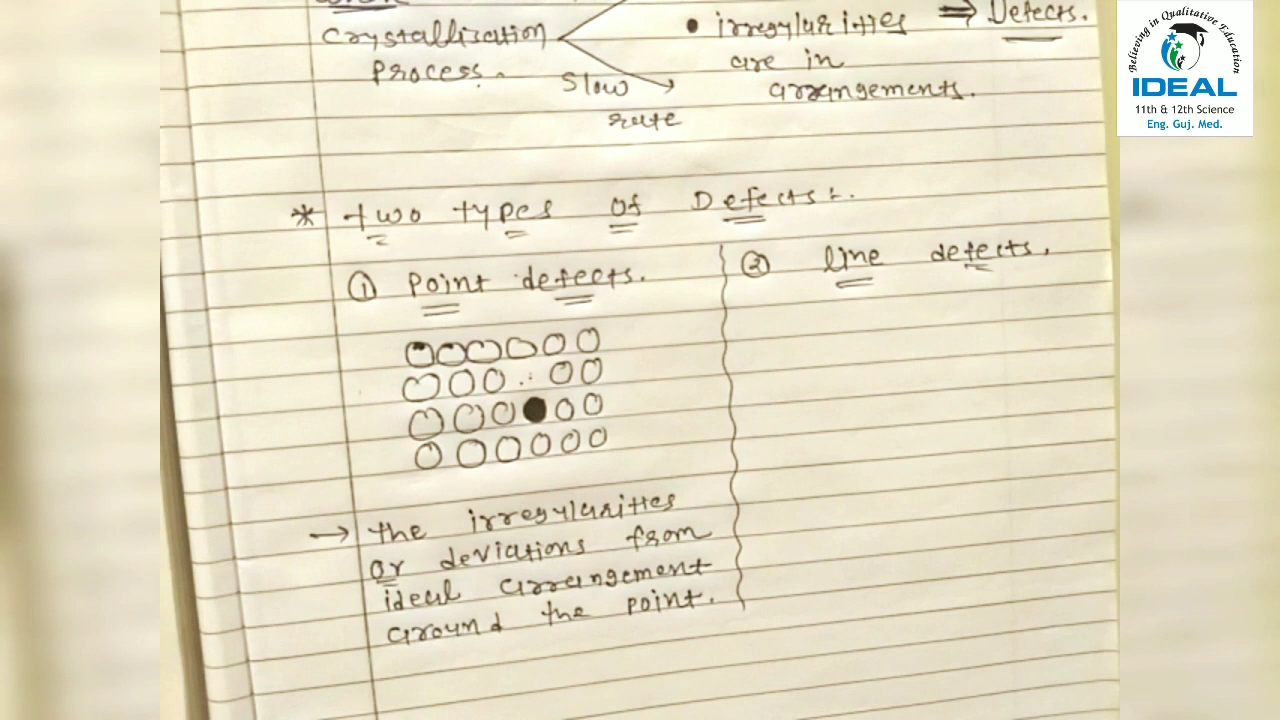 crystallisation
process.
slow
rate
• irregularities ⇒ Defects.
are in
arrangements.
Believing in Qualitative Education
IDEAL
11th & 12th Science
Eng. Guj. Med.
* two types of Defects :.
① point defects.
→ the irregularities
or deviations from
ideal arrangement
around the point.
② line defects.